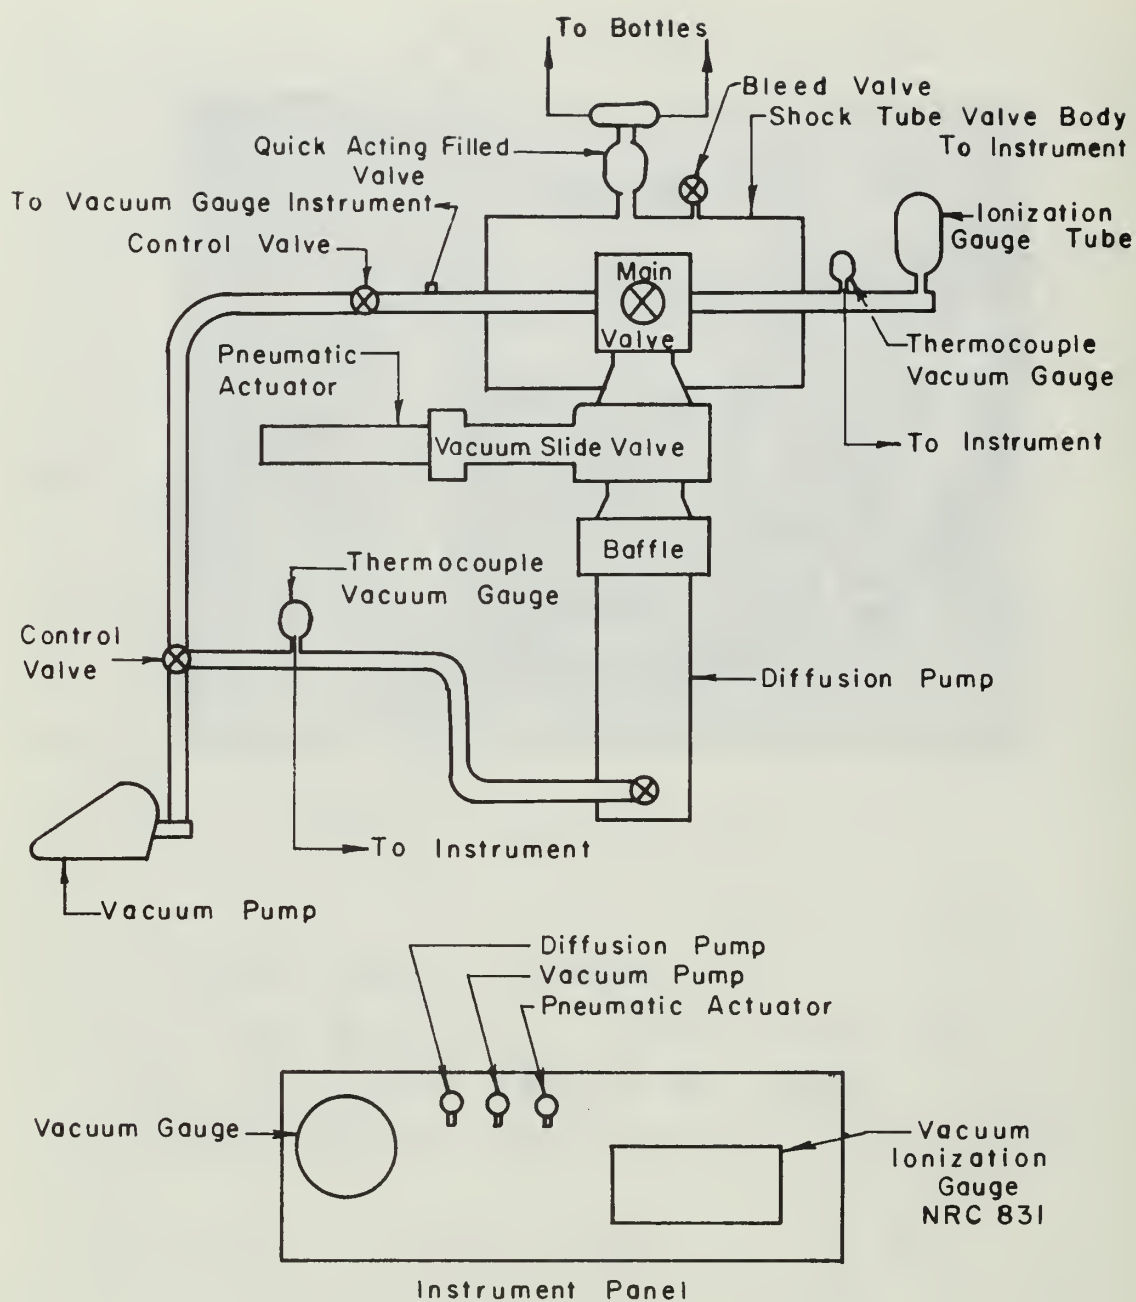 To Bottles
Bleed Valve
Shock Tube Valve Body
To Instrument
Quick Acting Filled
Valve
To Vacuum Gauge Instrument
Control Valve
Ionization
Gauge Tube
Main
Valve
Thermocouple
Vacuum Gauge
To Instrument
Pneumatic
Actuator
Vacuum Slide Valve
Baffle
Thermocouple
Vacuum Gauge
Control
Valve
Diffusion Pump
To Instrument
Vacuum Pump
Diffusion Pump
Vacuum Pump
Pneumatic Actuator
Vacuum Gauge
Vacuum
Ionization
Gauge
NRC 831
Instrument Panel